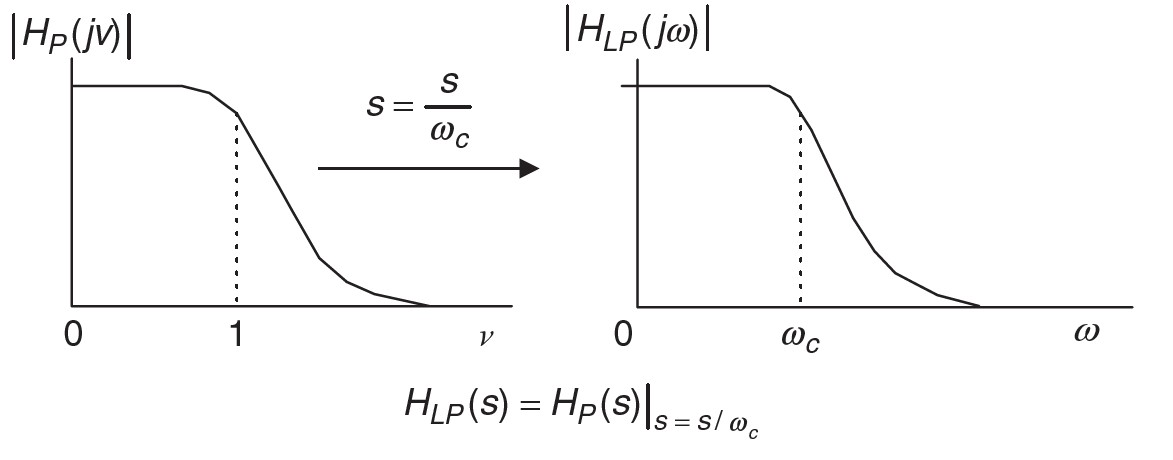 |H_P(jv)|
|H_LP(jω)|
s = s/ω_c
0 1 ν
0 ω_c ω
H_LP(s) = H_P(s)|_{s = s/ω_c}